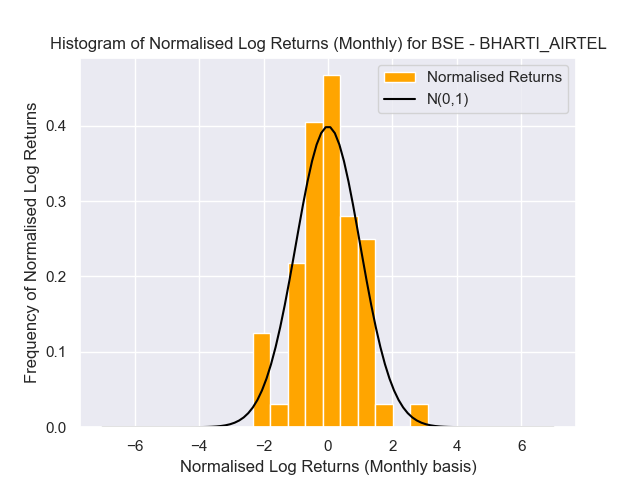 Histogram of Normalised Log Returns (Monthly) for BSE - BHARTI_AIRTEL
Normalised Returns
N(0,1)
Frequency of Normalised Log Returns
0.4
0.3
0.2
0.1
0.0
−6 −4 −2 0 2 4 6
Normalised Log Returns (Monthly basis)